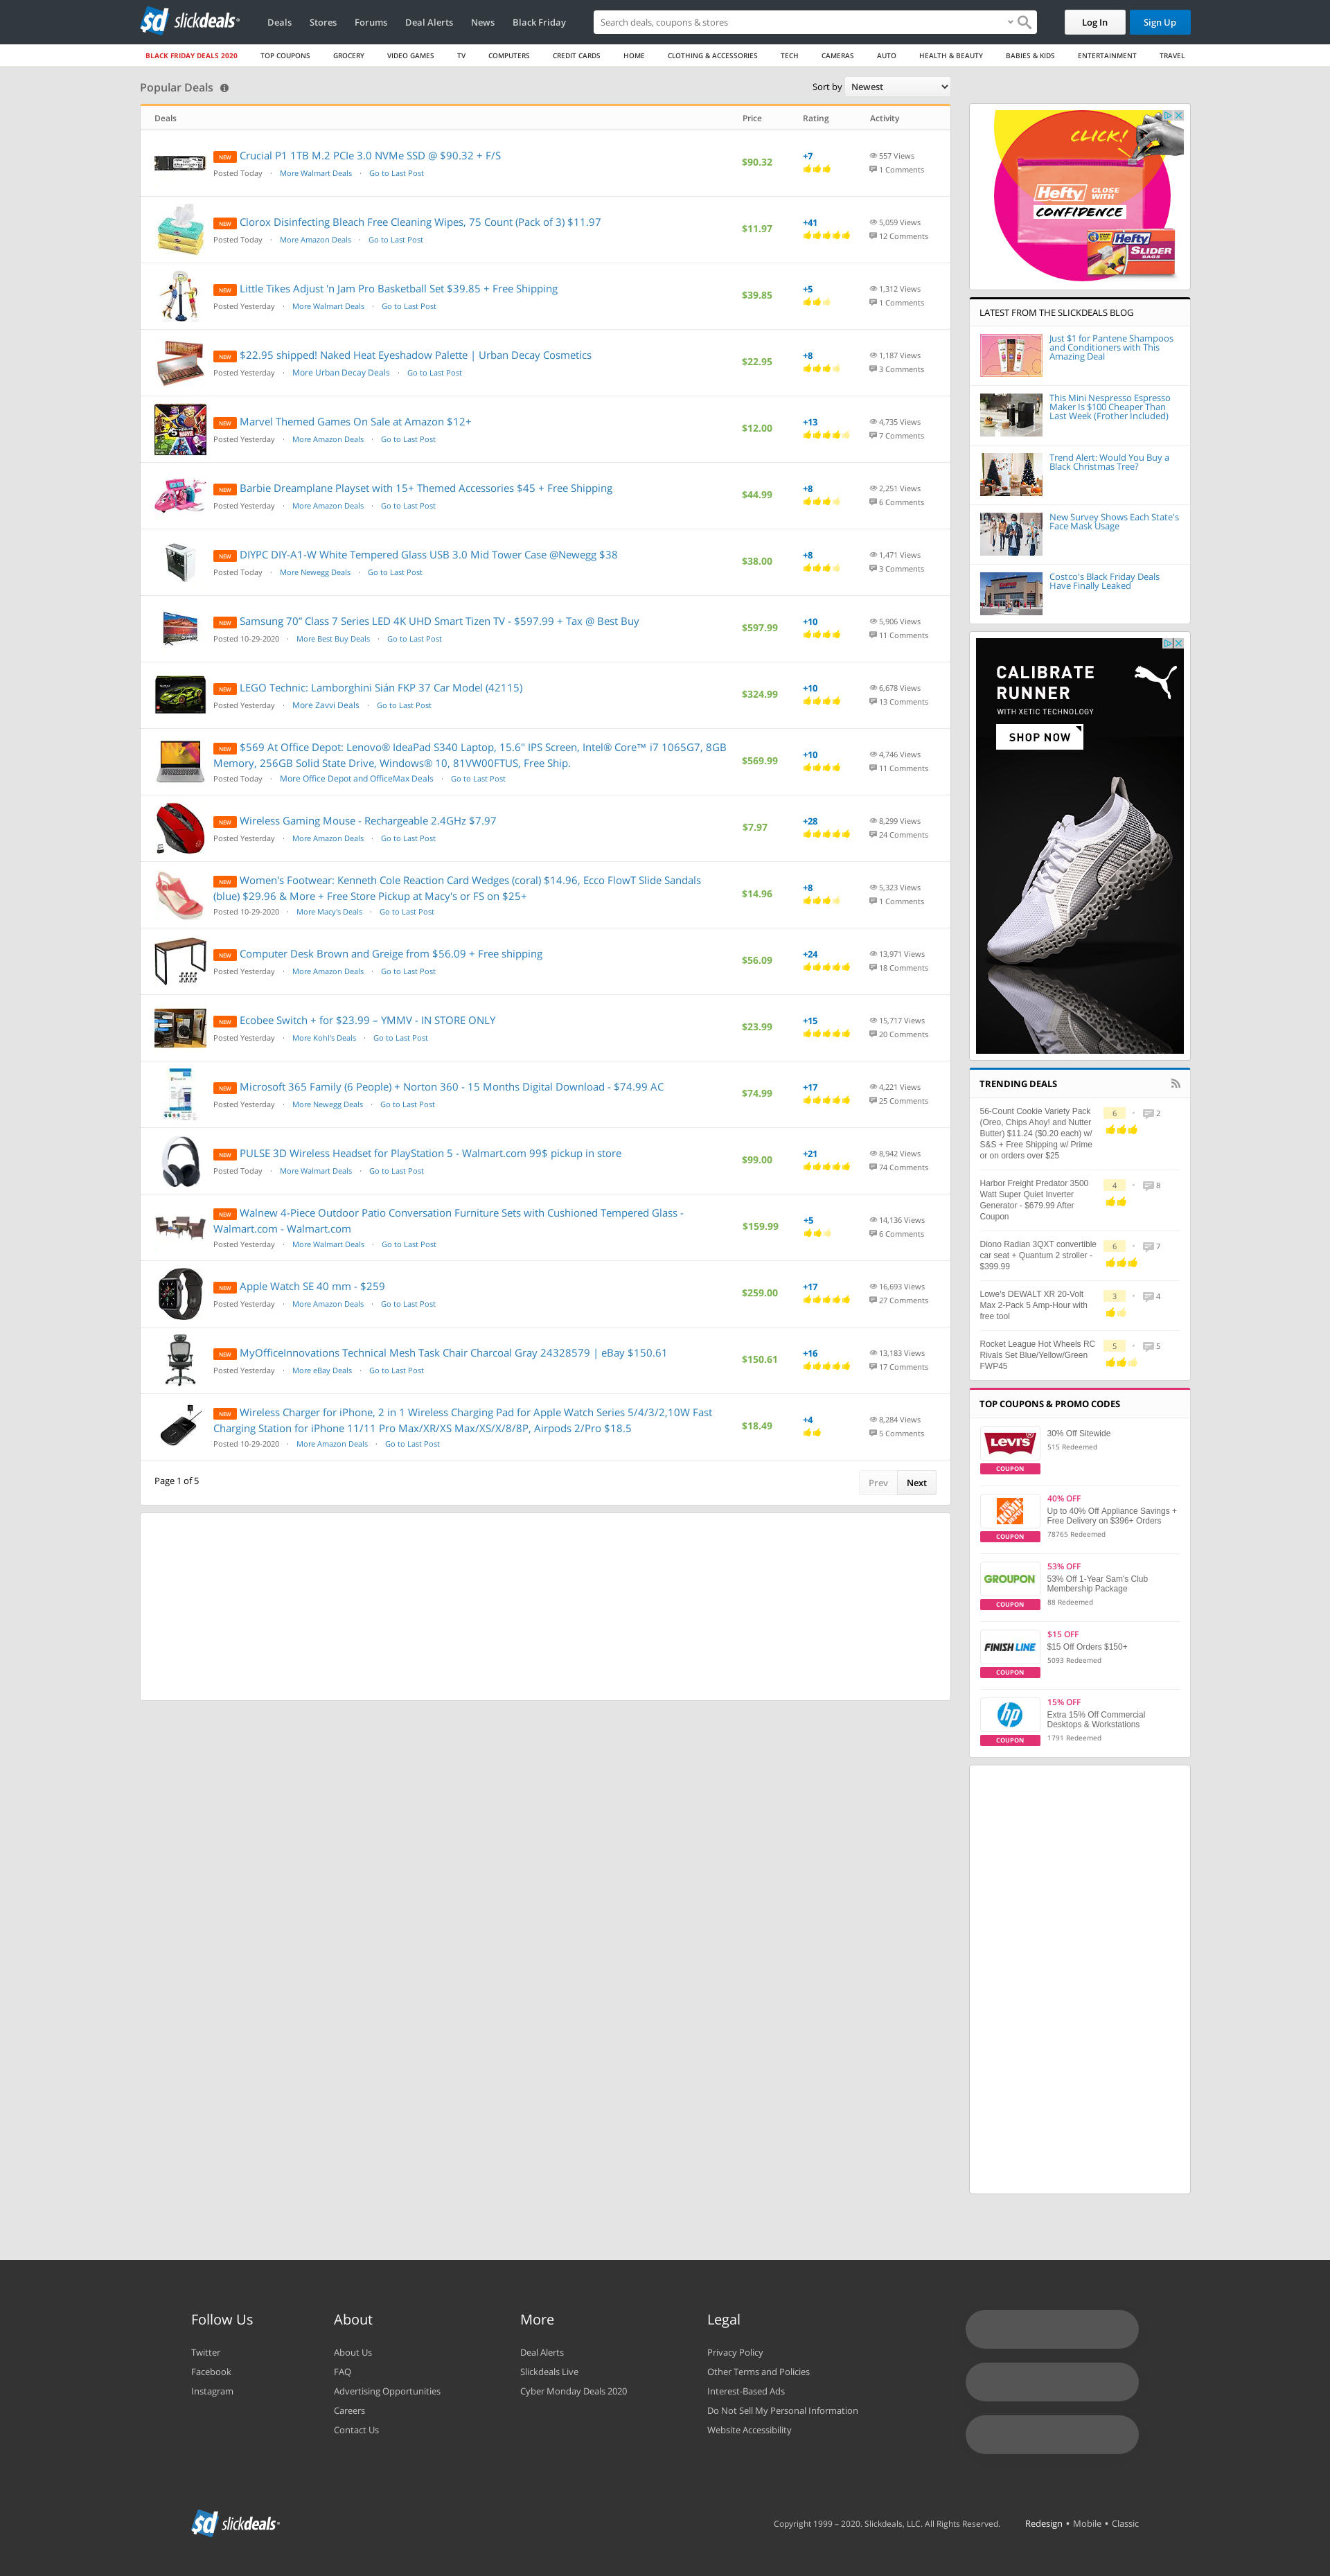 slickdeals
Deals
Stores
Forums
Deal Alerts
News
Black Friday
Search deals, coupons & stores
Log In
Sign Up
BLACK FRIDAY DEALS 2020
TOP COUPONS
GROCERY
VIDEO GAMES
TV
COMPUTERS
CREDIT CARDS
HOME
CLOTHING & ACCESSORIES
TECH
CAMERAS
AUTO
HEALTH & BEAUTY
BABIES & KIDS
ENTERTAINMENT
TRAVEL
Popular Deals
Sort by Newest
Deals Price Rating Activity
NEW Crucial P1 1TB M.2 PCIe 3.0 NVMe SSD @ $90.32 + F/S
Posted Today · More Walmart Deals · Go to Last Post
$90.32
+7
557 Views
1 Comments
NEW Clorox Disinfecting Bleach Free Cleaning Wipes, 75 Count (Pack of 3) $11.97
Posted Today · More Amazon Deals · Go to Last Post
$11.97
+41
5,059 Views
12 Comments
NEW Little Tikes Adjust 'n Jam Pro Basketball Set $39.85 + Free Shipping
Posted Yesterday · More Walmart Deals · Go to Last Post
$39.85
+5
1,312 Views
1 Comments
NEW $22.95 shipped! Naked Heat Eyeshadow Palette | Urban Decay Cosmetics
Posted Yesterday · More Urban Decay Deals · Go to Last Post
$22.95
+8
1,187 Views
3 Comments
NEW Marvel Themed Games On Sale at Amazon $12+
Posted Yesterday · More Amazon Deals · Go to Last Post
$12.00
+13
4,735 Views
7 Comments
NEW Barbie Dreamplane Playset with 15+ Themed Accessories $45 + Free Shipping
Posted Yesterday · More Amazon Deals · Go to Last Post
$44.99
+8
2,251 Views
6 Comments
NEW DIYPC DIY-A1-W White Tempered Glass USB 3.0 Mid Tower Case @Newegg $38
Posted Today · More Newegg Deals · Go to Last Post
$38.00
+8
1,471 Views
3 Comments
NEW Samsung 70” Class 7 Series LED 4K UHD Smart Tizen TV - $597.99 + Tax @ Best Buy
Posted 10-29-2020 · More Best Buy Deals · Go to Last Post
$597.99
+10
5,906 Views
11 Comments
NEW LEGO Technic: Lamborghini Sián FKP 37 Car Model (42115)
Posted Yesterday · More Zavvi Deals · Go to Last Post
$324.99
+10
6,678 Views
13 Comments
NEW $569 At Office Depot: Lenovo® IdeaPad S340 Laptop, 15.6" IPS Screen, Intel® Core™ i7 1065G7, 8GB
Memory, 256GB Solid State Drive, Windows® 10, 81VW00FTUS, Free Ship.
Posted Today · More Office Depot and OfficeMax Deals · Go to Last Post
$569.99
+10
4,746 Views
11 Comments
NEW Wireless Gaming Mouse - Rechargeable 2.4GHz $7.97
Posted Yesterday · More Amazon Deals · Go to Last Post
$7.97
+28
8,299 Views
24 Comments
NEW Women's Footwear: Kenneth Cole Reaction Card Wedges (coral) $14.96, Ecco FlowT Slide Sandals
(blue) $29.96 & More + Free Store Pickup at Macy's or FS on $25+
Posted 10-29-2020 · More Macy's Deals · Go to Last Post
$14.96
+8
5,323 Views
1 Comments
NEW Computer Desk Brown and Greige from $56.09 + Free shipping
Posted Yesterday · More Amazon Deals · Go to Last Post
$56.09
+24
13,971 Views
18 Comments
NEW Ecobee Switch + for $23.99 – YMMV - IN STORE ONLY
Posted Yesterday · More Kohl's Deals · Go to Last Post
$23.99
+15
15,717 Views
20 Comments
NEW Microsoft 365 Family (6 People) + Norton 360 - 15 Months Digital Download - $74.99 AC
Posted Yesterday · More Newegg Deals · Go to Last Post
$74.99
+17
4,221 Views
25 Comments
NEW PULSE 3D Wireless Headset for PlayStation 5 - Walmart.com 99$ pickup in store
Posted Today · More Walmart Deals · Go to Last Post
$99.00
+21
8,942 Views
74 Comments
NEW Walnew 4-Piece Outdoor Patio Conversation Furniture Sets with Cushioned Tempered Glass -
Walmart.com - Walmart.com
Posted Yesterday · More Walmart Deals · Go to Last Post
$159.99
+5
14,136 Views
6 Comments
NEW Apple Watch SE 40 mm - $259
Posted Yesterday · More Amazon Deals · Go to Last Post
$259.00
+17
16,693 Views
27 Comments
NEW MyOfficeInnovations Technical Mesh Task Chair Charcoal Gray 24328579 | eBay $150.61
Posted Yesterday · More eBay Deals · Go to Last Post
$150.61
+16
13,183 Views
17 Comments
NEW Wireless Charger for iPhone, 2 in 1 Wireless Charging Pad for Apple Watch Series 5/4/3/2,10W Fast
Charging Station for iPhone 11/11 Pro Max/XR/XS Max/XS/X/8/8P, Airpods 2/Pro $18.5
Posted 10-29-2020 · More Amazon Deals · Go to Last Post
$18.49
+4
8,284 Views
5 Comments
Page 1 of 5
Prev
Next
CLICK!
Hefty
CLOSE WITH
CONFIDENCE
Hefty
SLIDER
BAGS
LATEST FROM THE SLICKDEALS BLOG
Just $1 for Pantene Shampoos
and Conditioners with This
Amazing Deal
This Mini Nespresso Espresso
Maker Is $100 Cheaper Than
Last Week (Frother Included)
Trend Alert: Would You Buy a
Black Christmas Tree?
New Survey Shows Each State's
Face Mask Usage
Costco's Black Friday Deals
Have Finally Leaked
CALIBRATE
RUNNER
WITH XETIC TECHNOLOGY
SHOP NOW
TRENDING DEALS
56-Count Cookie Variety Pack
(Oreo, Chips Ahoy! and Nutter
Butter) $11.24 ($0.20 each) w/
S&S + Free Shipping w/ Prime
or on orders over $25
6 · 2
Harbor Freight Predator 3500
Watt Super Quiet Inverter
Generator - $679.99 After
Coupon
4 · 8
Diono Radian 3QXT convertible
car seat + Quantum 2 stroller -
$399.99
6 · 7
Lowe's DEWALT XR 20-Volt
Max 2-Pack 5 Amp-Hour with
free tool
3 · 4
Rocket League Hot Wheels RC
Rivals Set Blue/Yellow/Green
FWP45
5 · 5
TOP COUPONS & PROMO CODES
LEVI'S
COUPON
30% Off Sitewide
515 Redeemed
COUPON
40% OFF
Up to 40% Off Appliance Savings +
Free Delivery on $396+ Orders
78765 Redeemed
GROUPON
COUPON
53% OFF
53% Off 1-Year Sam's Club
Membership Package
88 Redeemed
FINISH LINE
COUPON
$15 OFF
$15 Off Orders $150+
5093 Redeemed
hp
COUPON
15% OFF
Extra 15% Off Commercial
Desktops & Workstations
1791 Redeemed
Follow Us
Twitter
Facebook
Instagram
About
About Us
FAQ
Advertising Opportunities
Careers
Contact Us
More
Deal Alerts
Slickdeals Live
Cyber Monday Deals 2020
Legal
Privacy Policy
Other Terms and Policies
Interest-Based Ads
Do Not Sell My Personal Information
Website Accessibility
slickdeals
Copyright 1999 – 2020. Slickdeals, LLC. All Rights Reserved.
Redesign • Mobile • Classic